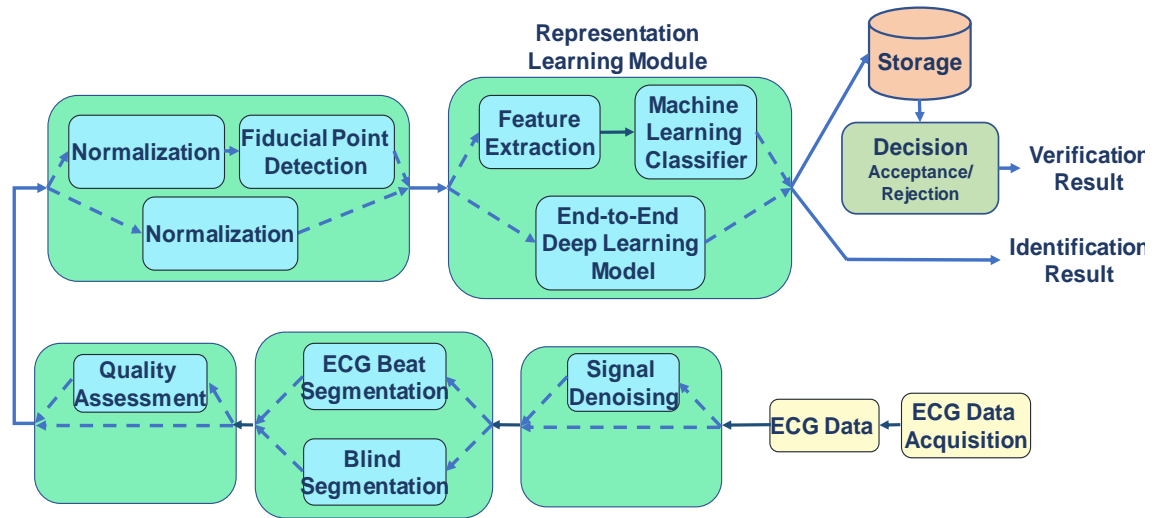 Representation
Learning Module
Storage
Normalization
Fiducial Point
Detection
Normalization
Feature
Extraction
Machine
Learning
Classifier
End-to-End
Deep Learning
Model
Decision
Acceptance/
Rejection
Verification
Result
Identification
Result
Quality
Assessment
ECG Beat
Segmentation
Blind
Segmentation
Signal
Denoising
ECG Data
ECG Data
Acquisition